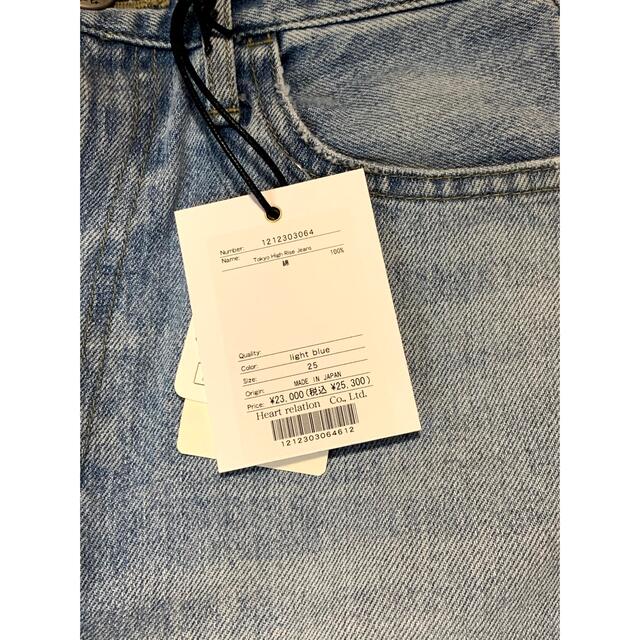 Number: 1212303064
Name: Tokyo High Rise Jeans
綿 100%
Quality:
Color: light blue
Size: 25
Origin: MADE IN JAPAN
Price: ¥23,000(税込 ¥25,300)
Heart relation Co., Ltd.
1212303064612